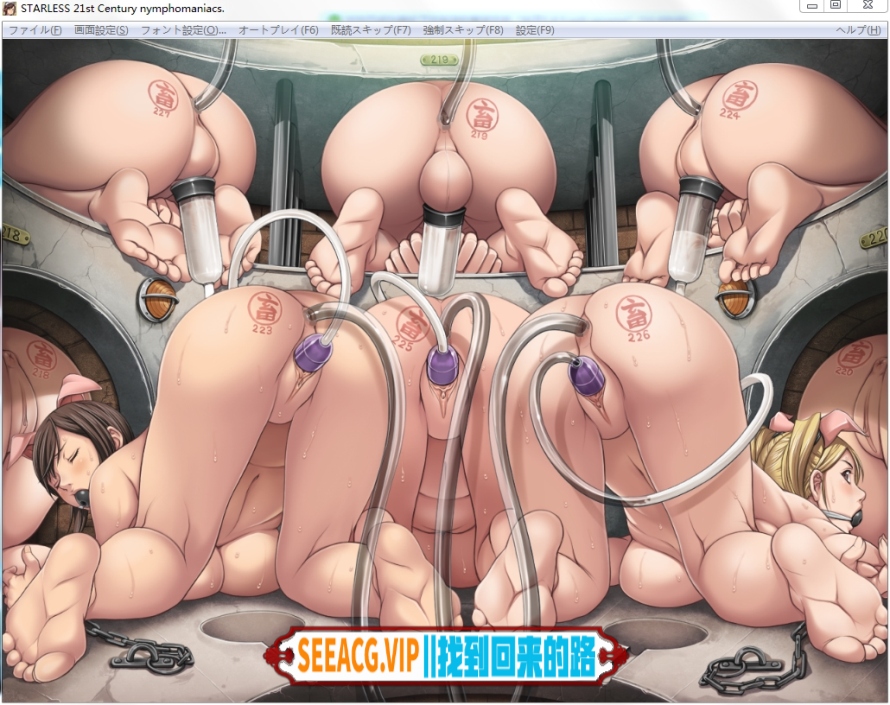 STARLESS 21st Century nymphomaniacs.
ファイル(F) 画面設定(S) フォント設定(O)... オートプレイ(F6) 既読スキップ(F7) 強制スキップ(F8) 設定(F9) ヘルプ(H)
219
畜 227
畜 219
畜 224
218
220
畜 223
畜 225
畜 226
畜 218
畜 220
SEEACG.VIP||找到回来的路